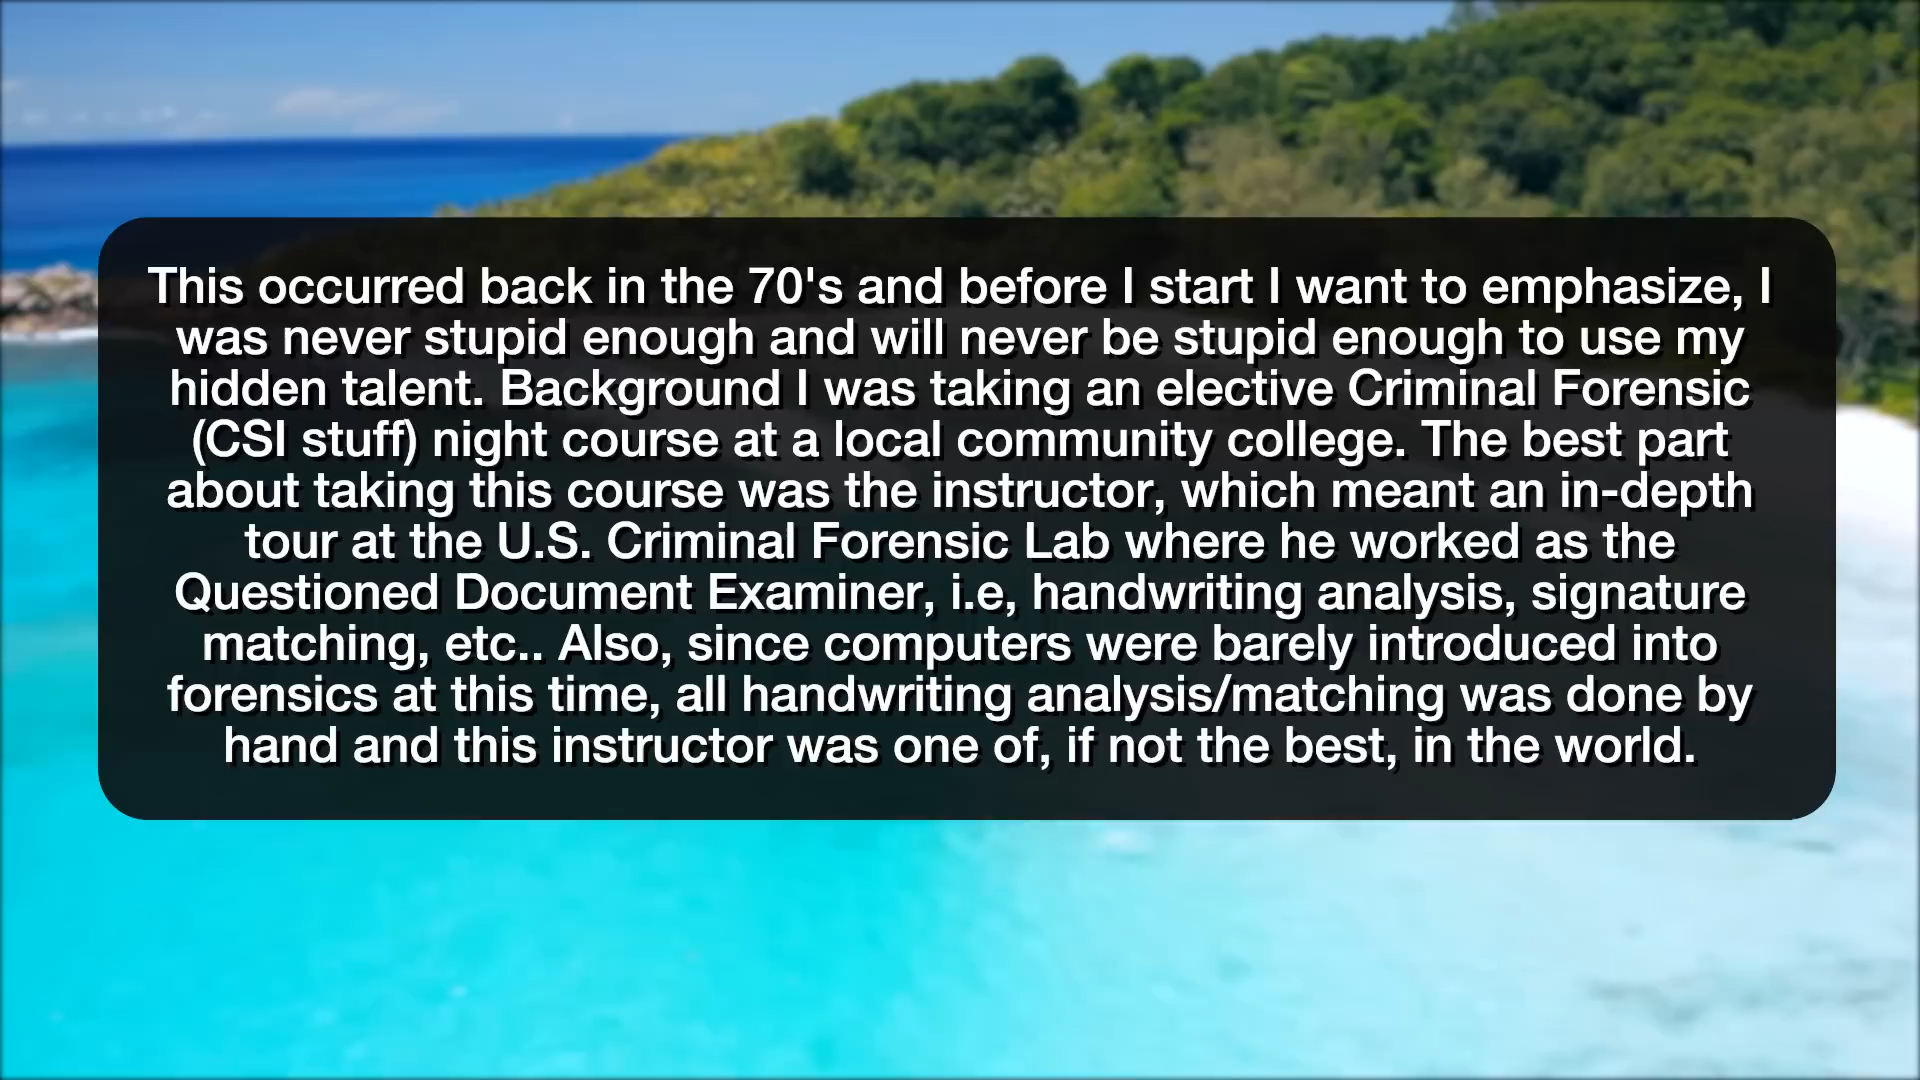 This occurred back in the 70's and before I start I want to emphasize, I
was never stupid enough and will never be stupid enough to use my
hidden talent. Background I was taking an elective Criminal Forensic
(CSI stuff) night course at a local community college. The best part
about taking this course was the instructor, which meant an in-depth
tour at the U.S. Criminal Forensic Lab where he worked as the
Questioned Document Examiner, i.e, handwriting analysis, signature
matching, etc.. Also, since computers were barely introduced into
forensics at this time, all handwriting analysis/matching was done by
hand and this instructor was one of, if not the best, in the world.